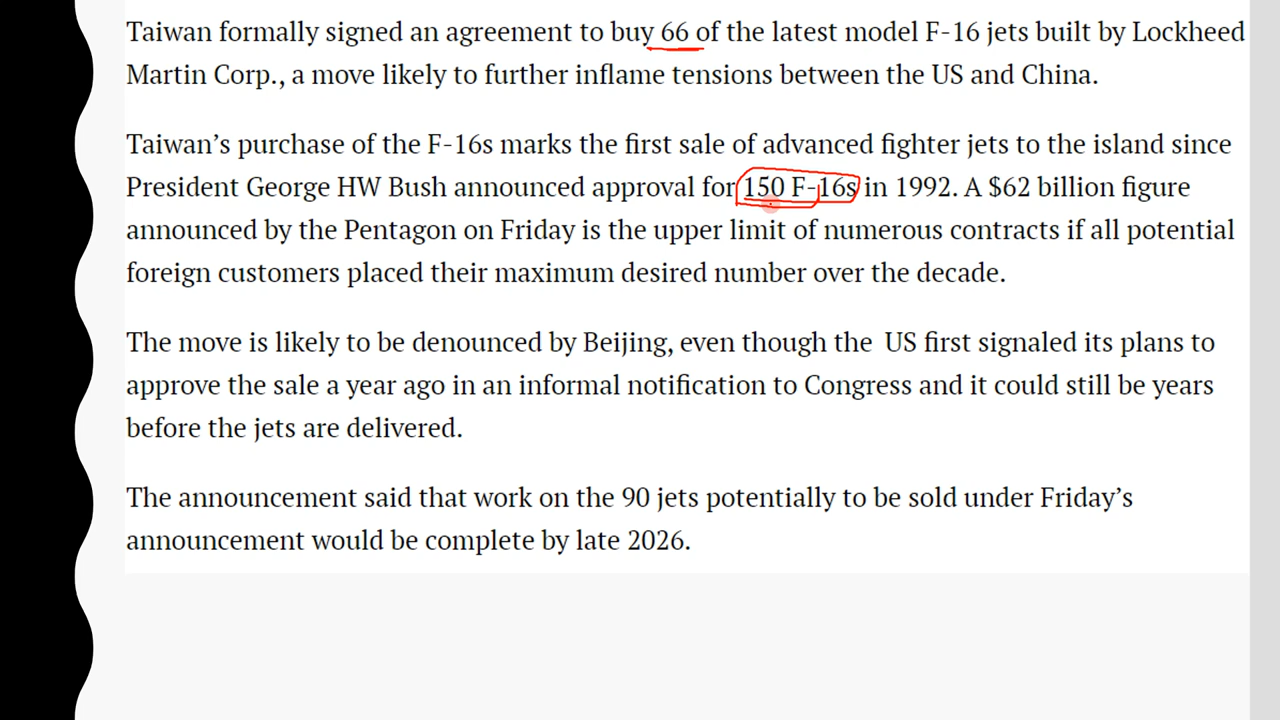 Taiwan formally signed an agreement to buy 66 of the latest model F-16 jets built by Lockheed
Martin Corp., a move likely to further inflame tensions between the US and China.
Taiwan’s purchase of the F-16s marks the first sale of advanced fighter jets to the island since
President George HW Bush announced approval for 150 F-16s in 1992. A $62 billion figure
announced by the Pentagon on Friday is the upper limit of numerous contracts if all potential
foreign customers placed their maximum desired number over the decade.
The move is likely to be denounced by Beijing, even though the  US first signaled its plans to
approve the sale a year ago in an informal notification to Congress and it could still be years
before the jets are delivered.
The announcement said that work on the 90 jets potentially to be sold under Friday’s
announcement would be complete by late 2026.